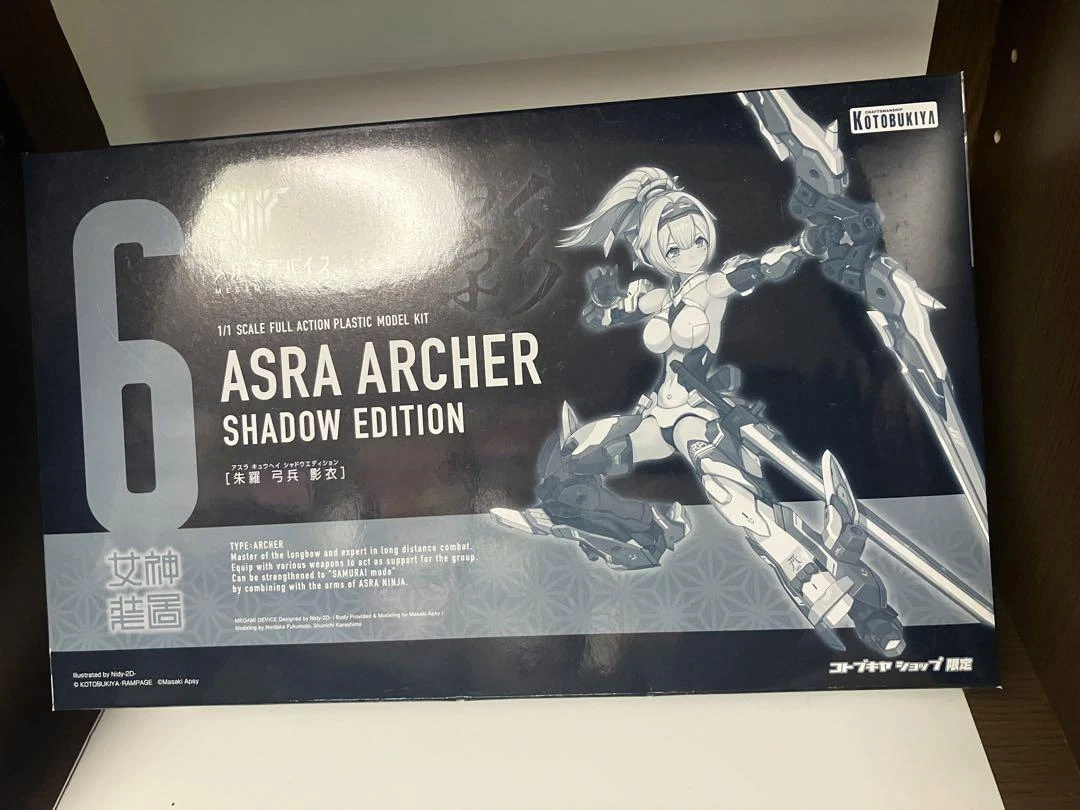 CRAFTSMANSHIP
KOTOBUKIYA
6
影
デバイス
1/1 SCALE FULL ACTION PLASTIC MODEL KIT
ASRA ARCHER
SHADOW EDITION
アスラ キュウヘイ シャドウエディション
[朱羅 弓兵 影衣]
女神
装置
TYPE:ARCHER
Master of the longbow and expert in long distance combat.
Equip with various weapons to act as support for the group.
Can be strengthened to "SAMURAI mode"
by combining with the arms of ASRA NINJA.
MEGAMI DEVICE Designed by Nidy-2D- / Body Provided & Modeling by Masaki Apsy /
Modeling by Noritaka Fukumoto, Shunichi Karashima
Illustrated by Nidy-2D-
© KOTOBUKIYA・RAMPAGE ©Masaki Apsy
コトブキヤ ショップ 限定